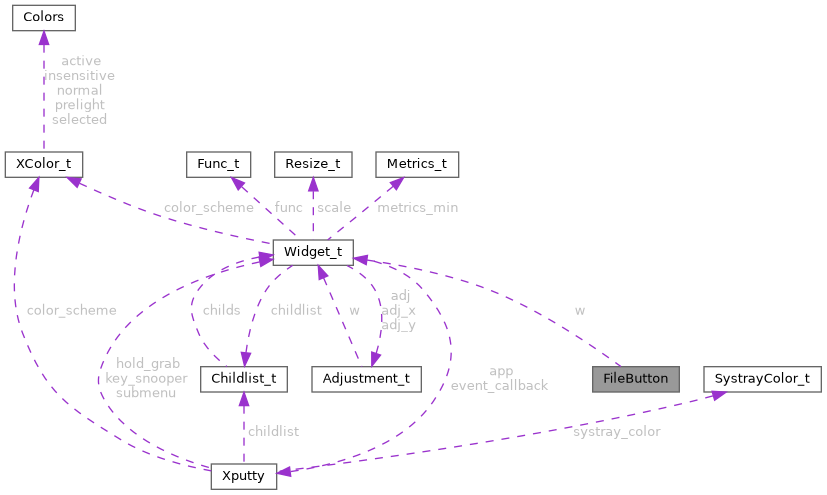 Colors
active
insensitive
normal
prelight
selected
XColor_t
Func_t
Resize_t
Metrics_t
color_scheme
func
scale
metrics_min
Widget_t
color_scheme
childs
childlist
w
adj
adj_x
adj_y
w
hold_grab
key_snooper
submenu
Childlist_t
Adjustment_t
app
event_callback
FileButton
SystrayColor_t
childlist
systray_color
Xputty